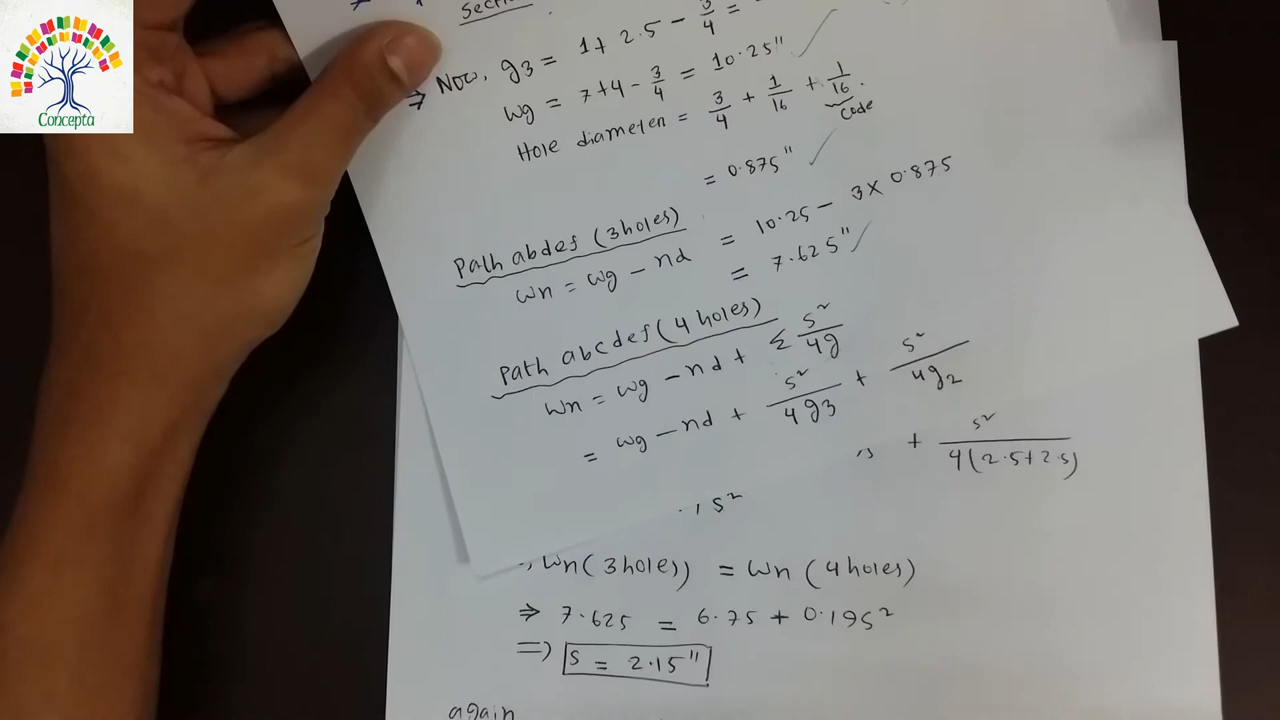 Concepta
Now, g3 = 1 + 2.5 - 3/4 =
wg = 7+4 - 3/4 = 10.25"
Hole diameter = 3/4 + 1/16 + 1/16.
code
= 0.875"
Path abdef (3 holes)
wn = wg - nd = 10.25 - 3 x 0.875
= 7.625"
Path abcdef (4 holes)
wn = wg - nd + Σ s²/4g
= wg - nd + s²/4g3 + s²/4g2
+ s²/4(2.5+2.5)
wn (3 holes) = wn (4 holes)
⇒ 7.625 = 6.75 + 0.19s²
⇒ s = 2.15"
again